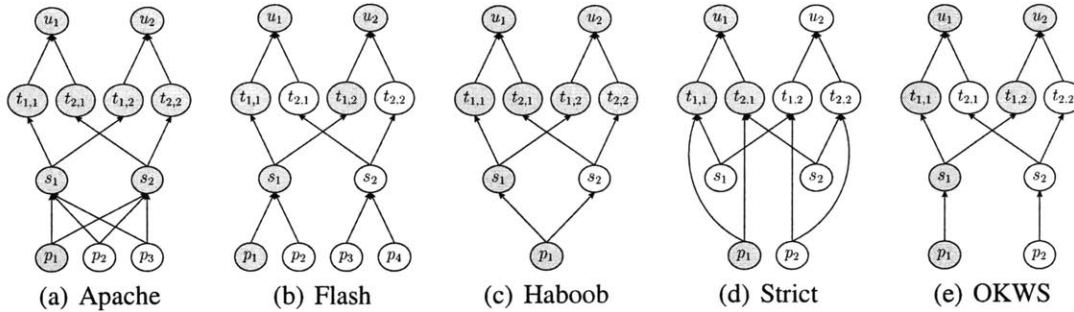 u₁ u₂ u₁ u₂ u₁ u₂ u₁ u₂ u₁ u₂
t₁,₁ t₂,₁ t₁,₂ t₂,₂ t₁,₁ t₂,₁ t₁,₂ t₂,₂ t₁,₁ t₂,₁ t₁,₂ t₂,₂ t₁,₁ t₂,₁ t₁,₂ t₂,₂ t₁,₁ t₂,₁ t₁,₂ t₂,₂
s₁ s₂ s₁ s₂ s₁ s₂ s₁ s₂ s₁ s₂
p₁ p₂ p₃ p₁ p₂ p₃ p₄ p₁ p₁ p₂ p₁ p₂
(a) Apache (b) Flash (c) Haboob (d) Strict (e) OKWS